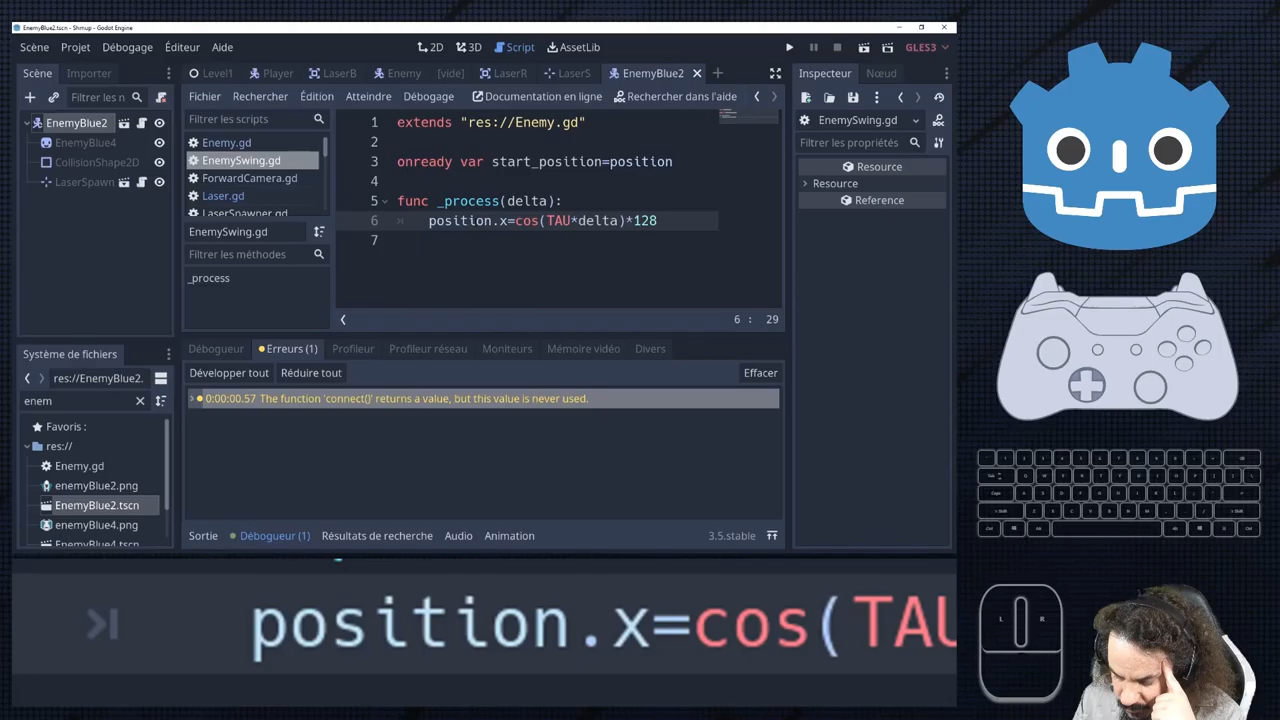 EnemyBlue2.tscn - Shmup - Godot Engine
Scène Projet Débogage Éditeur Aide
2D 3D Script AssetLib
GLES3
Scène Importer
Level1 Player LaserB Enemy [vide] LaserR LaserS EnemyBlue2
Inspecteur Nœud
Filtrer les n
Fichier Rechercher Édition Atteindre Débogage Documentation en ligne Rechercher dans l'aide
EnemyBlue2
EnemyBlue4
CollisionShape2D
LaserSpawn
Filtrer les scripts
Enemy.gd
EnemySwing.gd
ForwardCamera.gd
Laser.gd
LaserSpawner.gd
EnemySwing.gd
Filtrer les méthodes
_process
1 extends "res://Enemy.gd"
2
3 onready var start_position=position
4
5 func _process(delta):
6 position.x=cos(TAU*delta)*128
7
6 : 29
EnemySwing.gd
Filtrer les propriétés
Resource
Resource
Reference
Système de fichiers
res://EnemyBlue2.
enem
Favoris :
res://
Enemy.gd
enemyBlue2.png
EnemyBlue2.tscn
enemyBlue4.png
EnemyBlue4.tscn
Débogueur Erreurs (1) Profileur Profileur réseau Moniteurs Mémoire vidéo Divers
Développer tout Réduire tout Effacer
0:00:00.57 The function 'connect()' returns a value, but this value is never used.
Sortie Débogueur (1) Résultats de recherche Audio Animation 3.5.stable
position.x=cos(TAU
L R